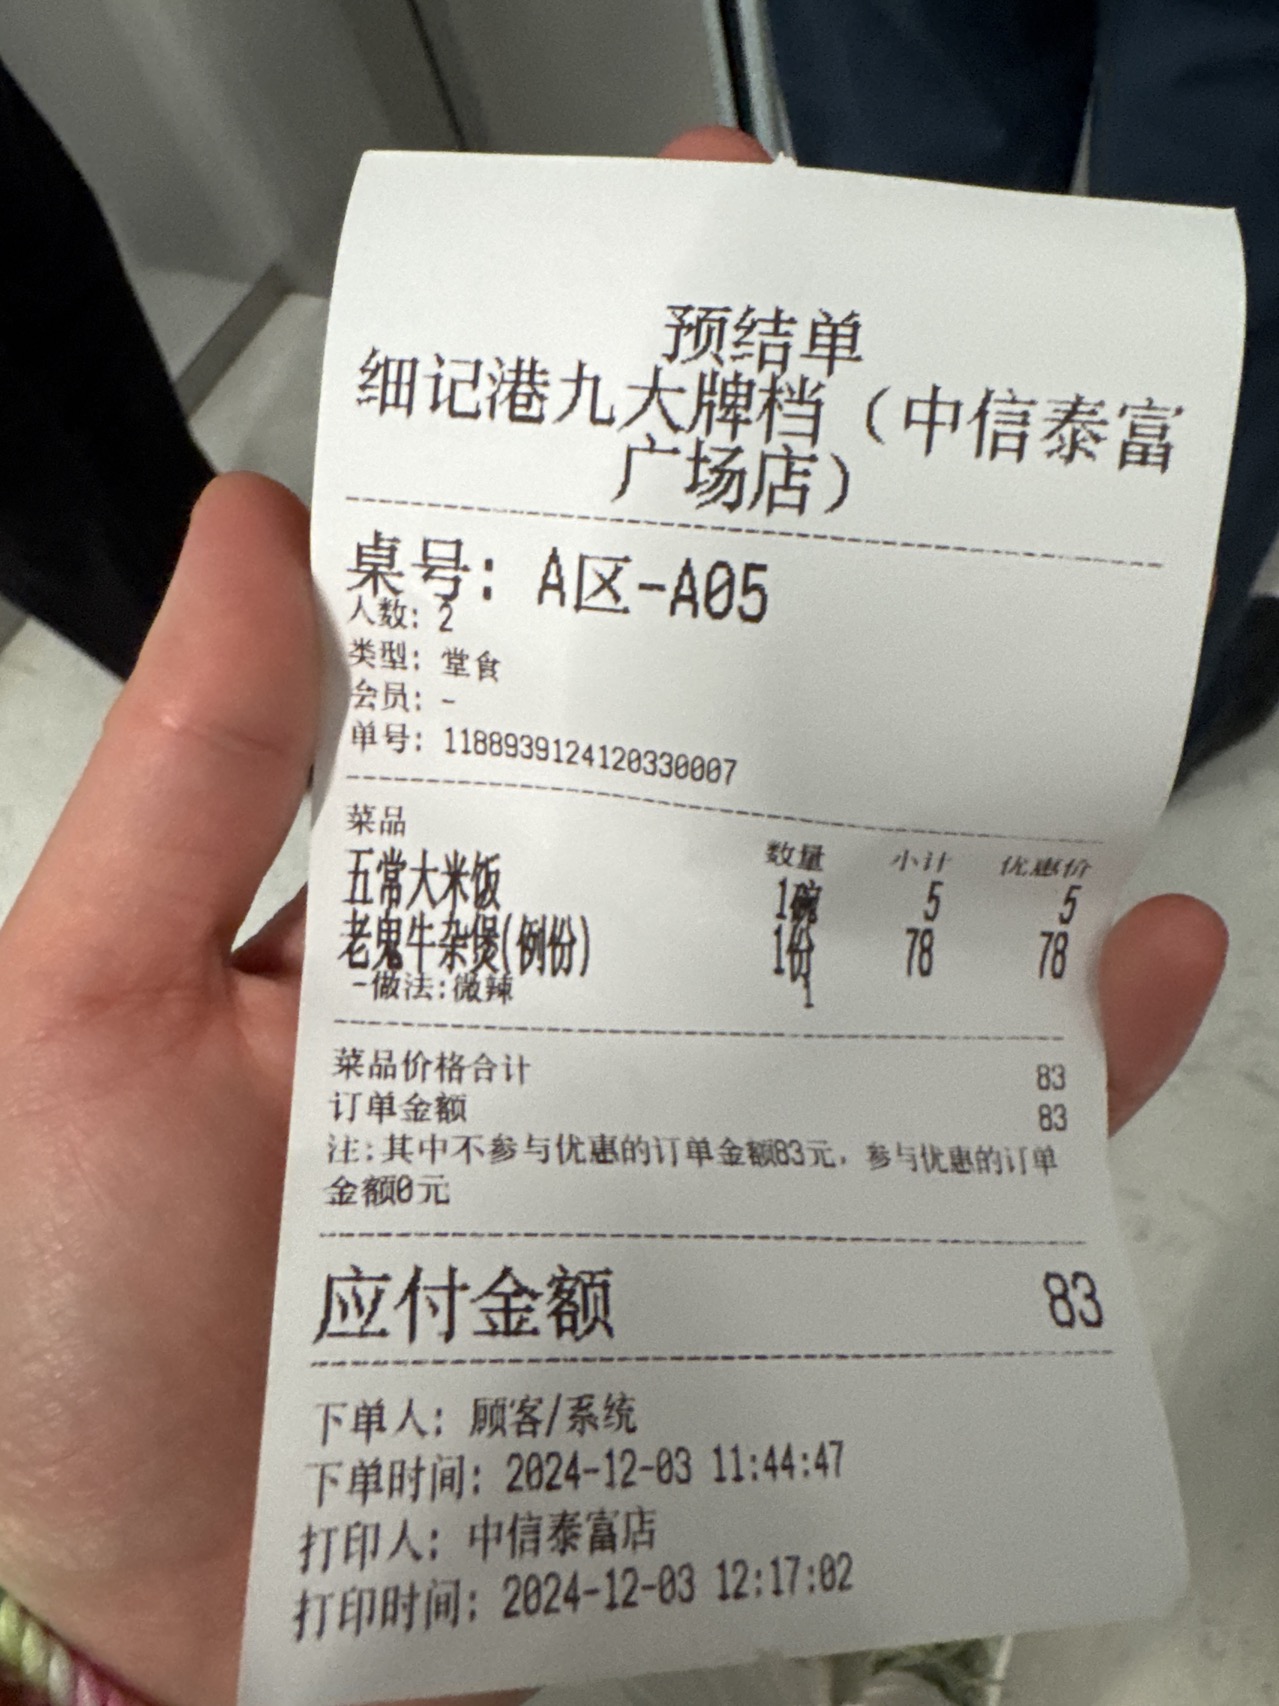 预结单
细记港九大牌档（中信泰富
广场店）
桌号：A区-A05
人数：2
类型：堂食
会员：-
单号：1188939124120330007
菜品 数量 小计 优惠价
五常大米饭 1碗 5 5
老鬼牛杂煲(例份) 1份 78 78
-做法:微辣 1
菜品价格合计 83
订单金额 83
注:其中不参与优惠的订单金额83元，参与优惠的订单
金额0元
应付金额 83
下单人：顾客/系统
下单时间：2024-12-03 11:44:47
打印人：中信泰富店
打印时间：2024-12-03 12:17:02